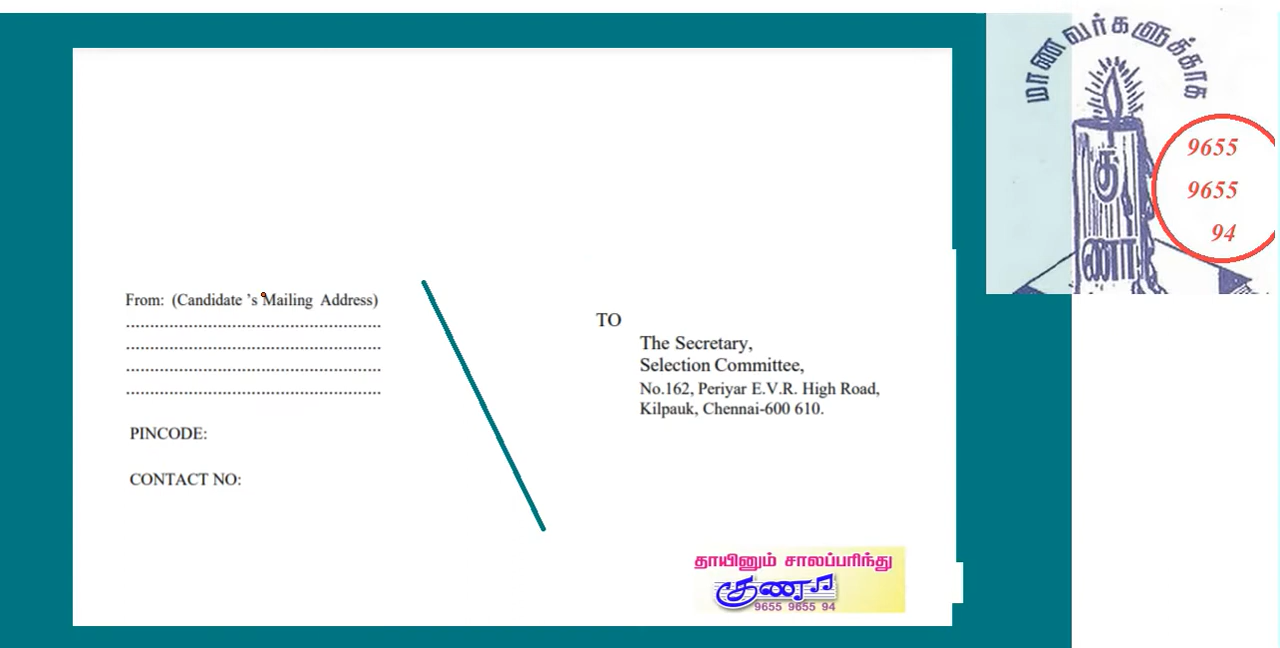 மாணவர்களுக்காக
கு
ணா
9655
9655
94
From: (Candidate 's Mailing Address)
.......................................................
.......................................................
.......................................................
.......................................................
PINCODE:
CONTACT NO:
TO
The Secretary,
Selection Committee,
No.162, Periyar E.V.R. High Road,
Kilpauk, Chennai-600 610.
தாயினும் சாலப்பரிந்து
குணா
9655 9655 94